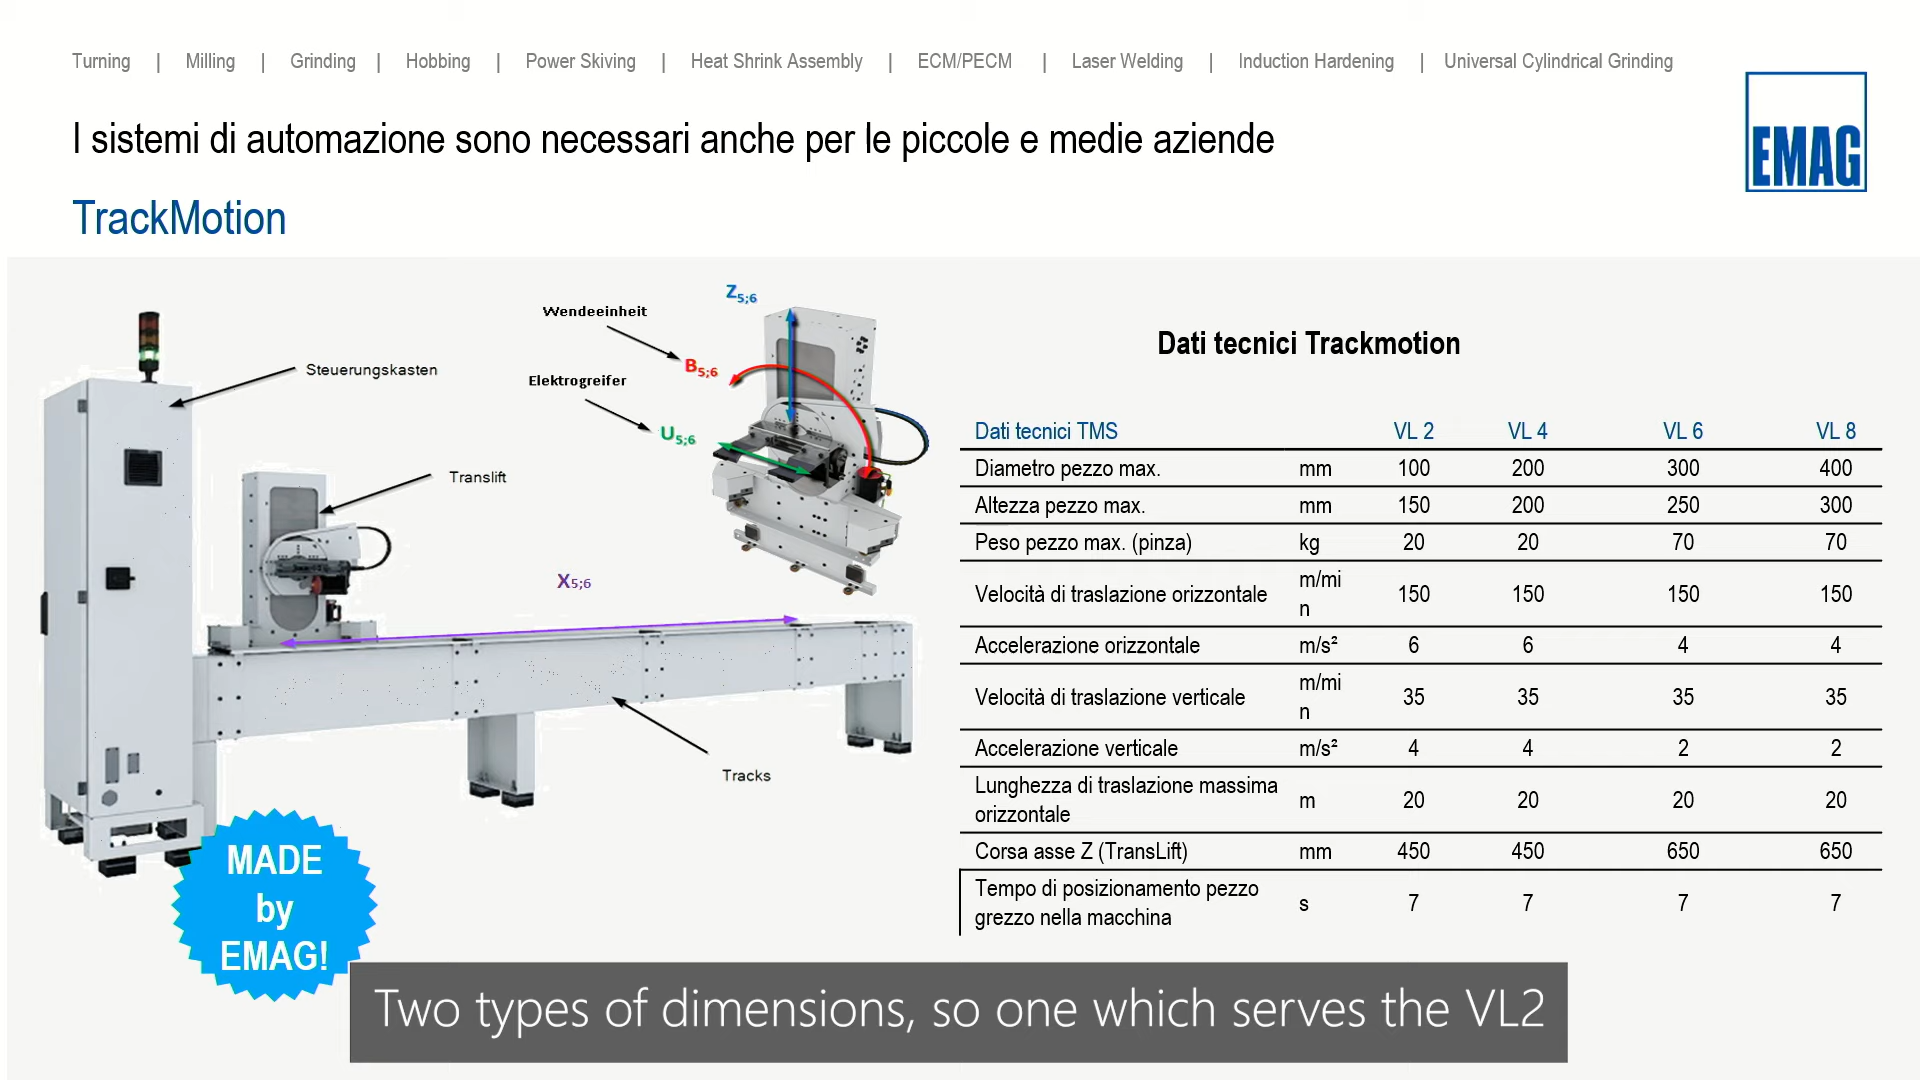 Turning | Milling | Grinding | Hobbing | Power Skiving | Heat Shrink Assembly | ECM/PECM | Laser Welding | Induction Hardening | Universal Cylindrical Grinding
I sistemi di automazione sono necessari anche per le piccole e medie aziende
EMAG
TrackMotion
Z5;6
Wendeeinheit
B5;6
Elektrogreifer
U5;6
Steuerungskasten
Translift
X5;6
Tracks
MADE
by
EMAG!
Dati tecnici Trackmotion
Dati tecnici TMS VL 2 VL 4 VL 6 VL 8
Diametro pezzo max. mm 100 200 300 400
Altezza pezzo max. mm 150 200 250 300
Peso pezzo max. (pinza) kg 20 20 70 70
Velocità di traslazione orizzontale m/mi
n 150 150 150 150
Accelerazione orizzontale m/s² 6 6 4 4
Velocità di traslazione verticale m/mi
n 35 35 35 35
Accelerazione verticale m/s² 4 4 2 2
Lunghezza di traslazione massima
orizzontale m 20 20 20 20
Corsa asse Z (TransLift) mm 450 450 650 650
Tempo di posizionamento pezzo
grezzo nella macchina s 7 7 7 7
Two types of dimensions, so one which serves the VL2